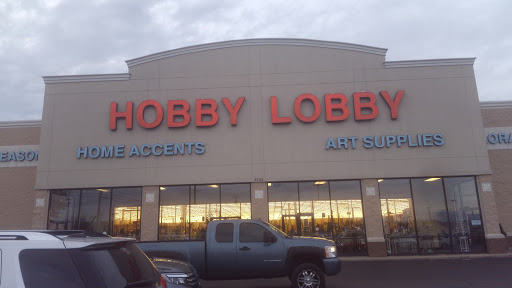 HOBBY LOBBY
HOME ACCENTS
ART SUPPLIES